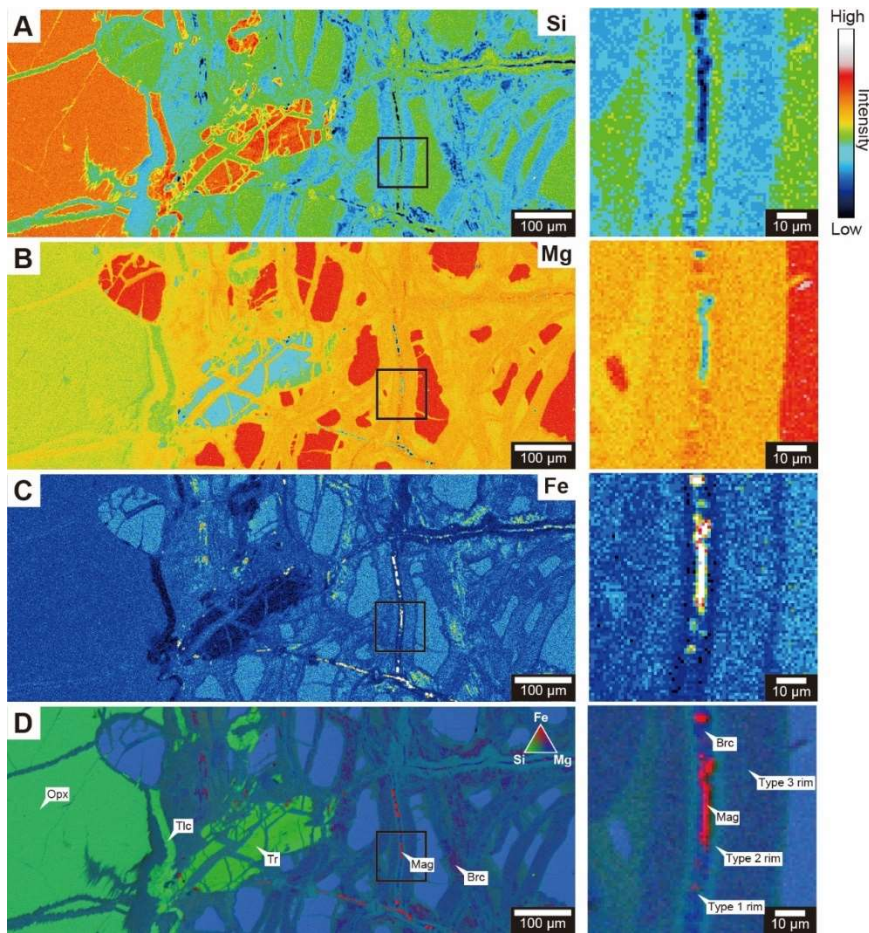 A
Si
100 µm
10 µm
High
Intensity
Low
B
Mg
100 µm
10 µm
C
Fe
100 µm
10 µm
D
Fe
Si
Mg
Opx
Tlc
Tr
Mag
Brc
100 µm
Brc
Type 3 rim
Mag
Type 2 rim
Type 1 rim
10 µm